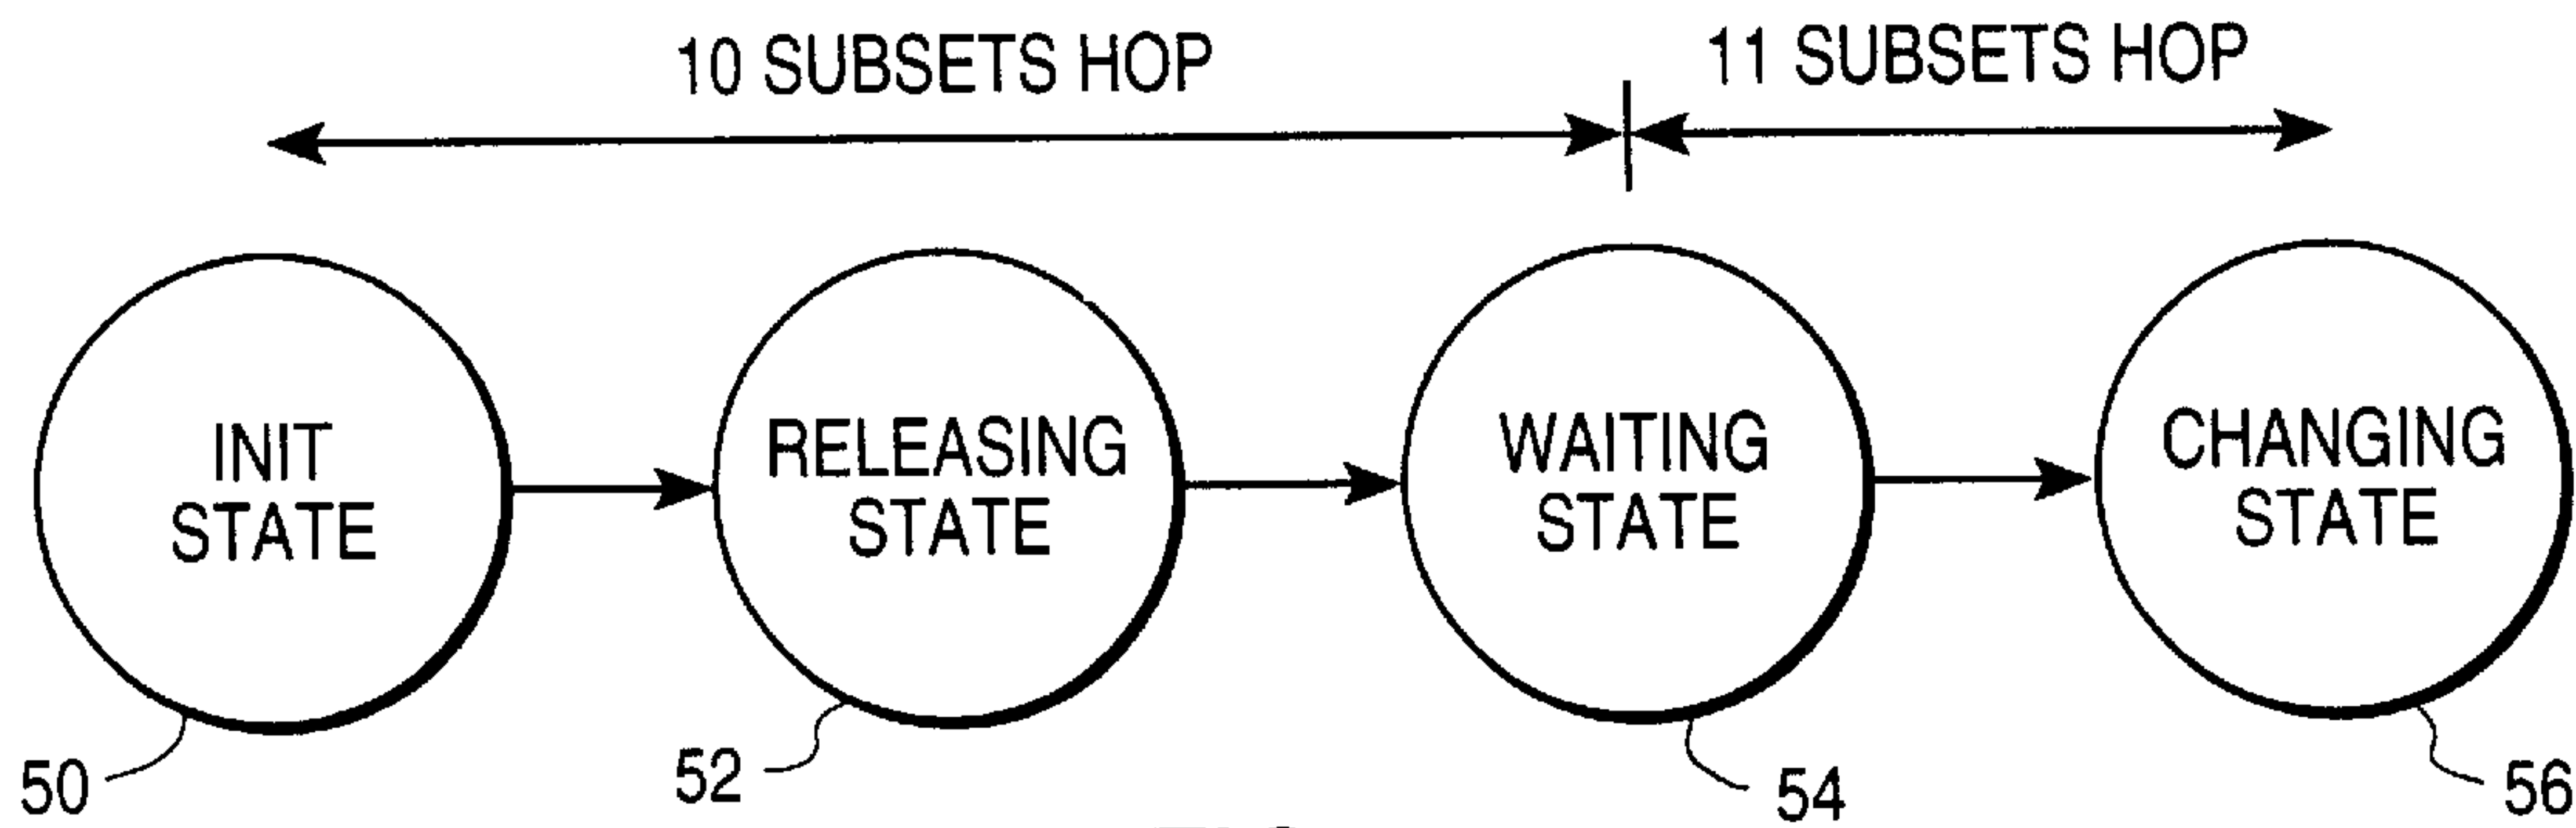 10 SUBSETS HOP
11 SUBSETS HOP
INIT
STATE
RELEASING
STATE
WAITING
STATE
CHANGING
STATE
50
52
54
56